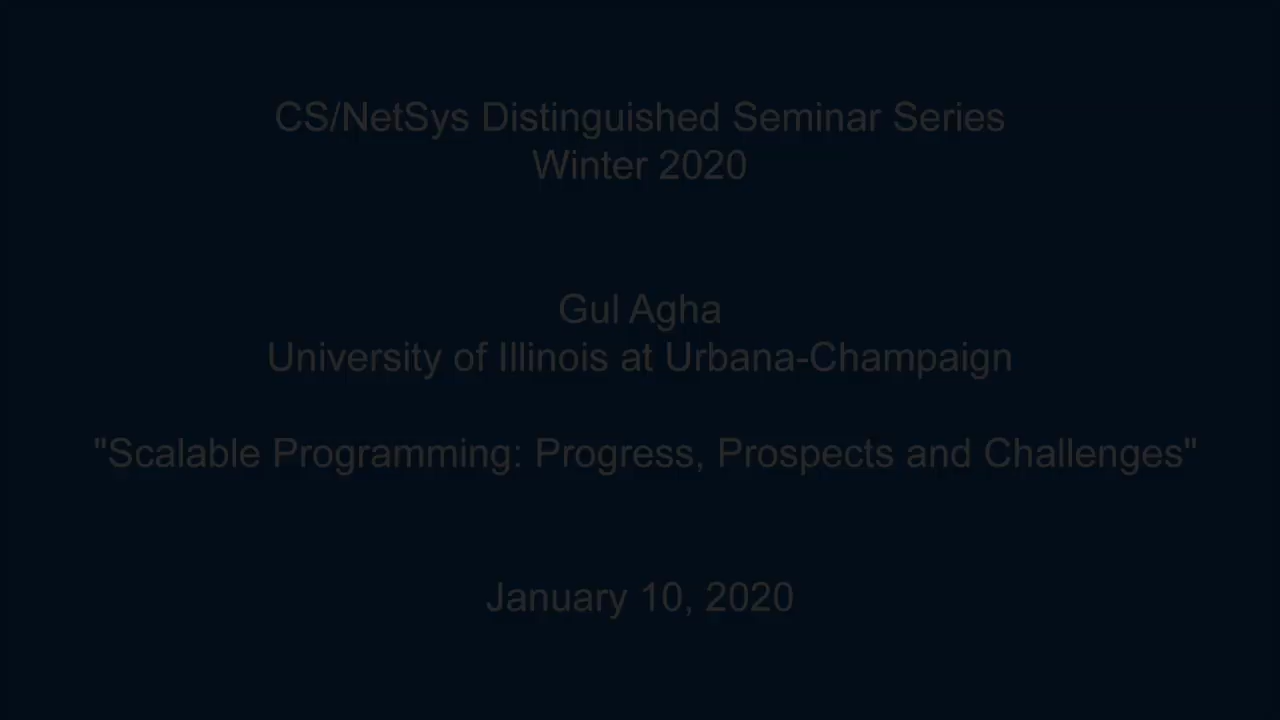 CS/NetSys Distinguished Seminar Series
Winter 2020
Gul Agha
University of Illinois at Urbana-Champaign
"Scalable Programming: Progress, Prospects and Challenges"
January 10, 2020